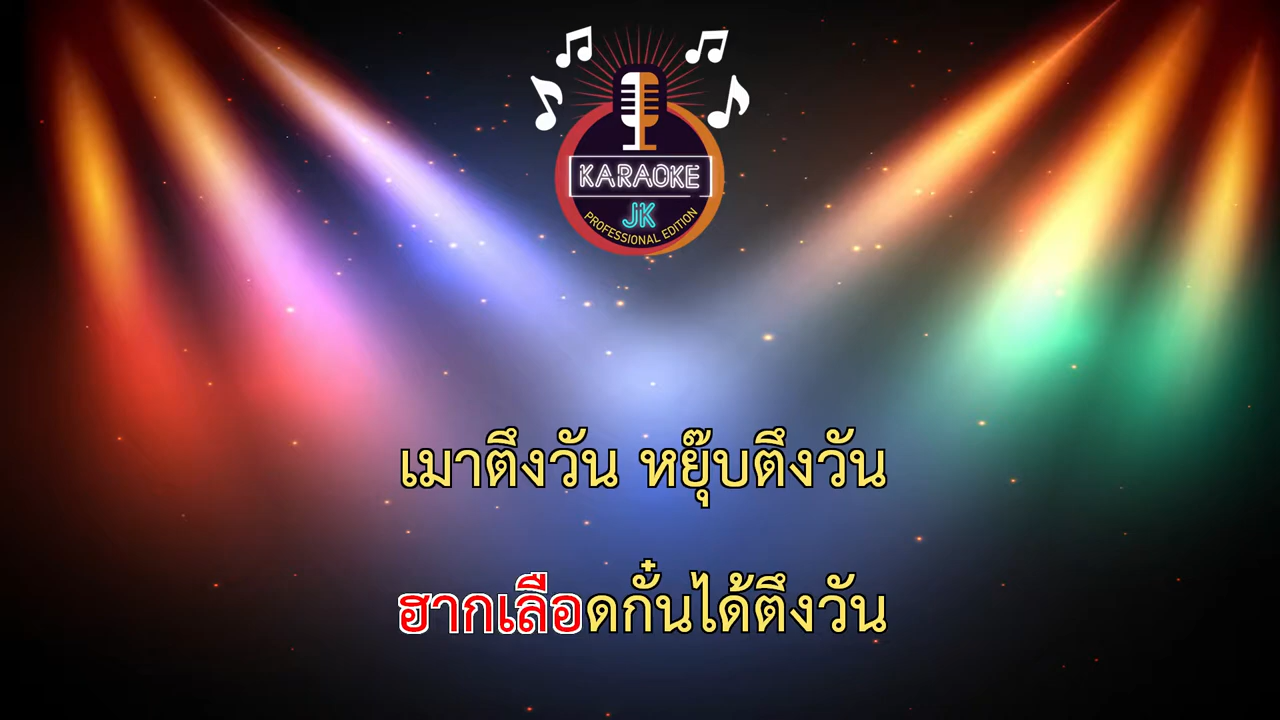 KARAOKE
JK
PROFESSIONAL EDITION
เมาตึงวัน หยุ๊บตึงวัน
ฮากเลือดกั๋นได้ตึงวัน